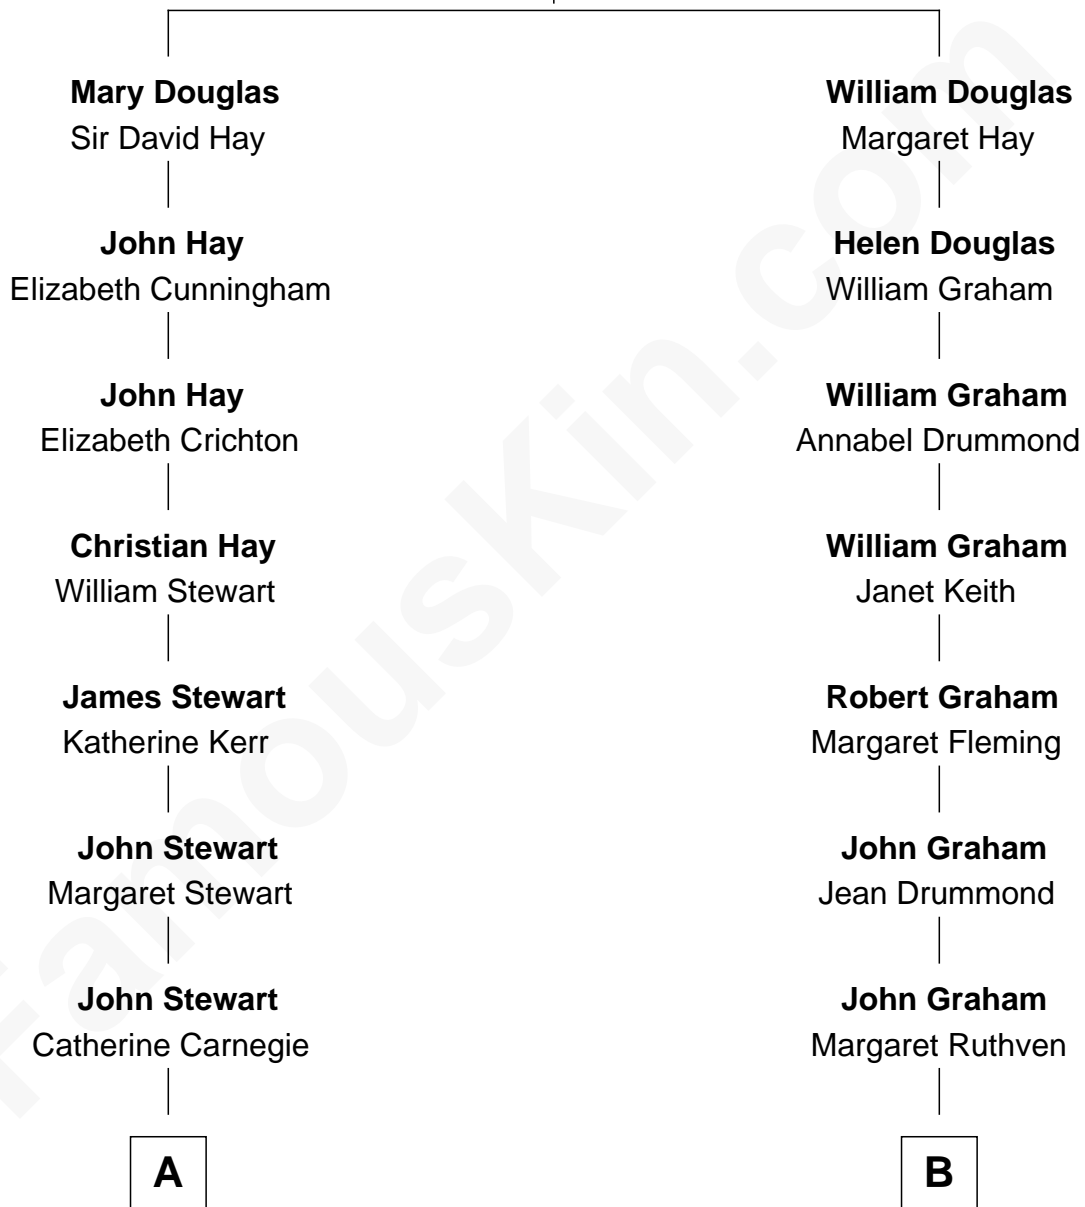 Mary Douglas
Sir David Hay
John Hay
Elizabeth Cunningham
John Hay
Elizabeth Crichton
Christian Hay
William Stewart
James Stewart
Katherine Kerr
John Stewart
Margaret Stewart
John Stewart
Catherine Carnegie
A
William Douglas
Margaret Hay
Helen Douglas
William Graham
William Graham
Annabel Drummond
William Graham
Janet Keith
Robert Graham
Margaret Fleming
John Graham
Jean Drummond
John Graham
Margaret Ruthven
B
FamousKin.com